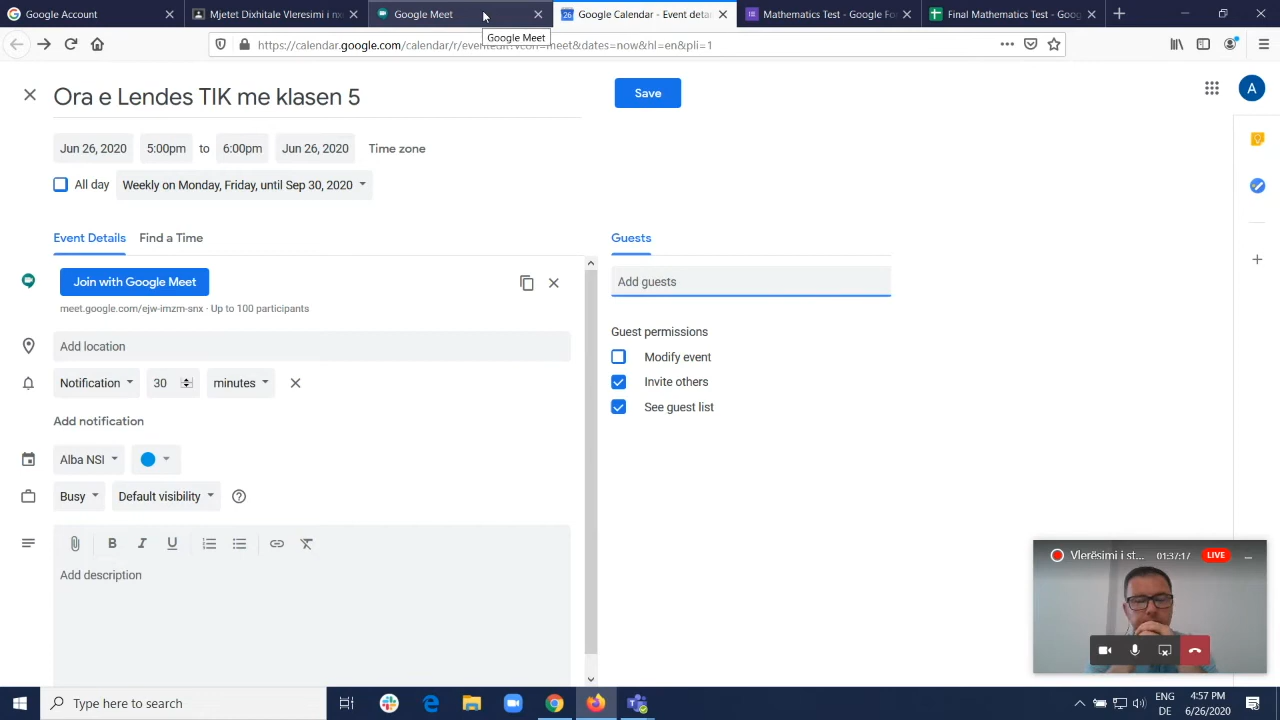 Google Account
Mjetet Dixhitale Vleresimi i nx
Google Meet
Google Calendar - Event deta
Mathematics Test - Google Fo
Final Mathematics Test - Goog
Google Meet
https://calendar.google.com/calendar/r/eventedit?vcon=meet&dates=now&hl=en&pli=1
Ora e Lendes TIK me klasen 5
Save
A
Jun 26, 2020 5:00pm to 6:00pm Jun 26, 2020 Time zone
All day Weekly on Monday, Friday, until Sep 30, 2020
Event Details Find a Time
Guests
Join with Google Meet
meet.google.com/ejw-imzm-snx · Up to 100 participants
Add guests
Guest permissions
Modify event
Invite others
See guest list
Add location
Notification 30 minutes
Add notification
Alba NSI
Busy Default visibility
B I U
Add description
Vlerësimi i st... 01:37:17 LIVE
Type here to search
ENG
DE
4:57 PM
6/26/2020